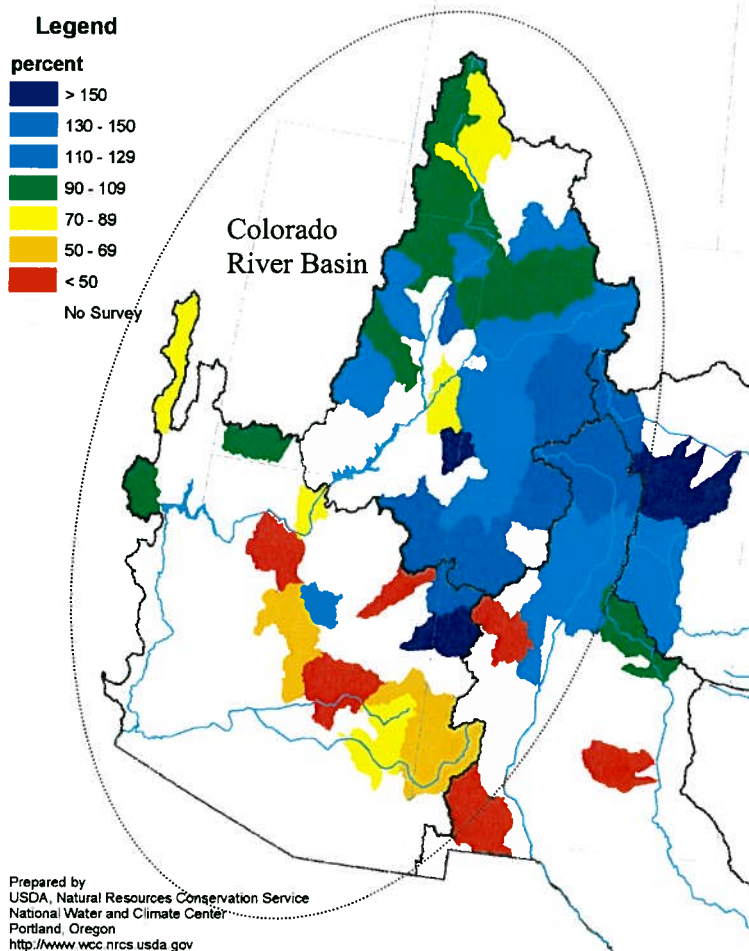 Legend
percent
> 150
130 - 150
110 - 129
90 - 109
70 - 89
50 - 69
< 50
No Survey
Colorado
River Basin
Prepared by
USDA, Natural Resources Conservation Service
National Water and Climate Center
Portland, Oregon
http://www.wcc.nrcs.usda.gov